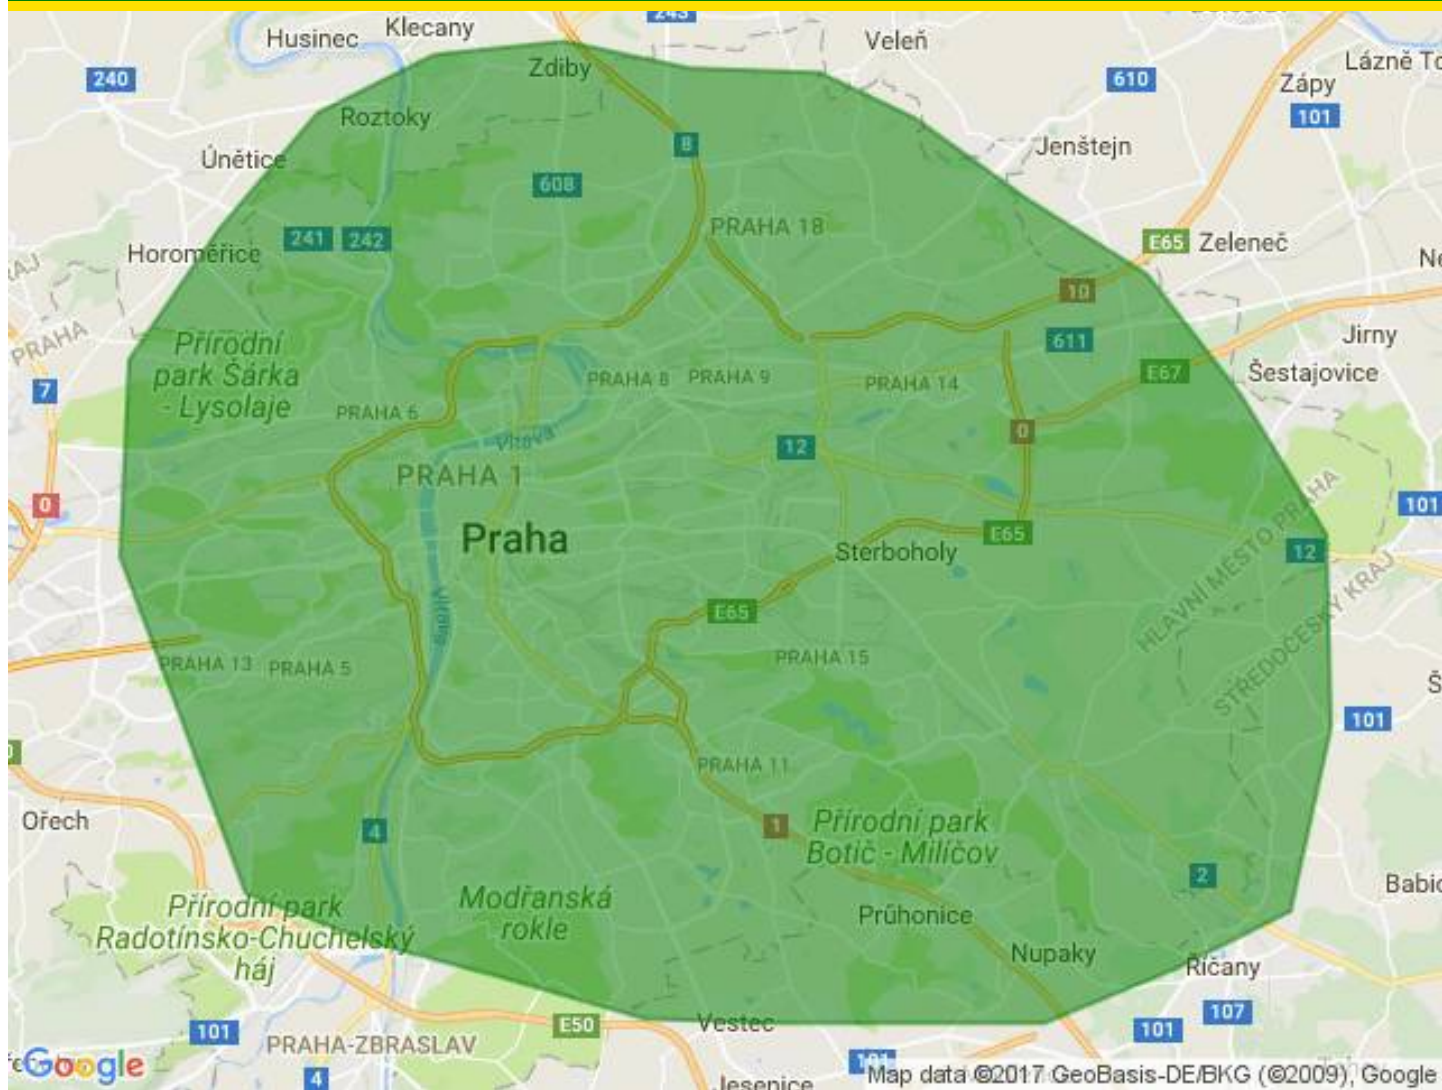 Husinec
Klecany
Veleň
240
Zdiby
610
Zápy
Lázně
101
Roztoky
8
Jenštejn
Únětice
608
PRAHA 18
Horoměřice
241
242
E65
Zeleneč
10
PRAHA
Přírodní
park Šárka
- Lysolaje
611
Jirny
7
PRAHA 8
PRAHA 9
PRAHA 14
E67
Šestajovice
PRAHA 6
Vltava
12
0
PRAHA 1
0
101
Praha
Sterboholy
E65
12
HLAVNÍ MĚSTO PRAHA
STŘEDOČESKÝ KRAJ
Vltava
E65
PRAHA 13
PRAHA 5
PRAHA 15
101
PRAHA 11
Ořech
4
1
Přírodní park
Botič - Milíčov
2
Modřanská
rokle
Přírodní park
Radotínsko-Chuchelský
háj
Průhonice
Nupaky
Říčany
101
E50
Vestec
101
107
PRAHA-ZBRASLAV
Google
4
101
Jesenice
Map data ©2017 GeoBasis-DE/BKG (©2009), Google